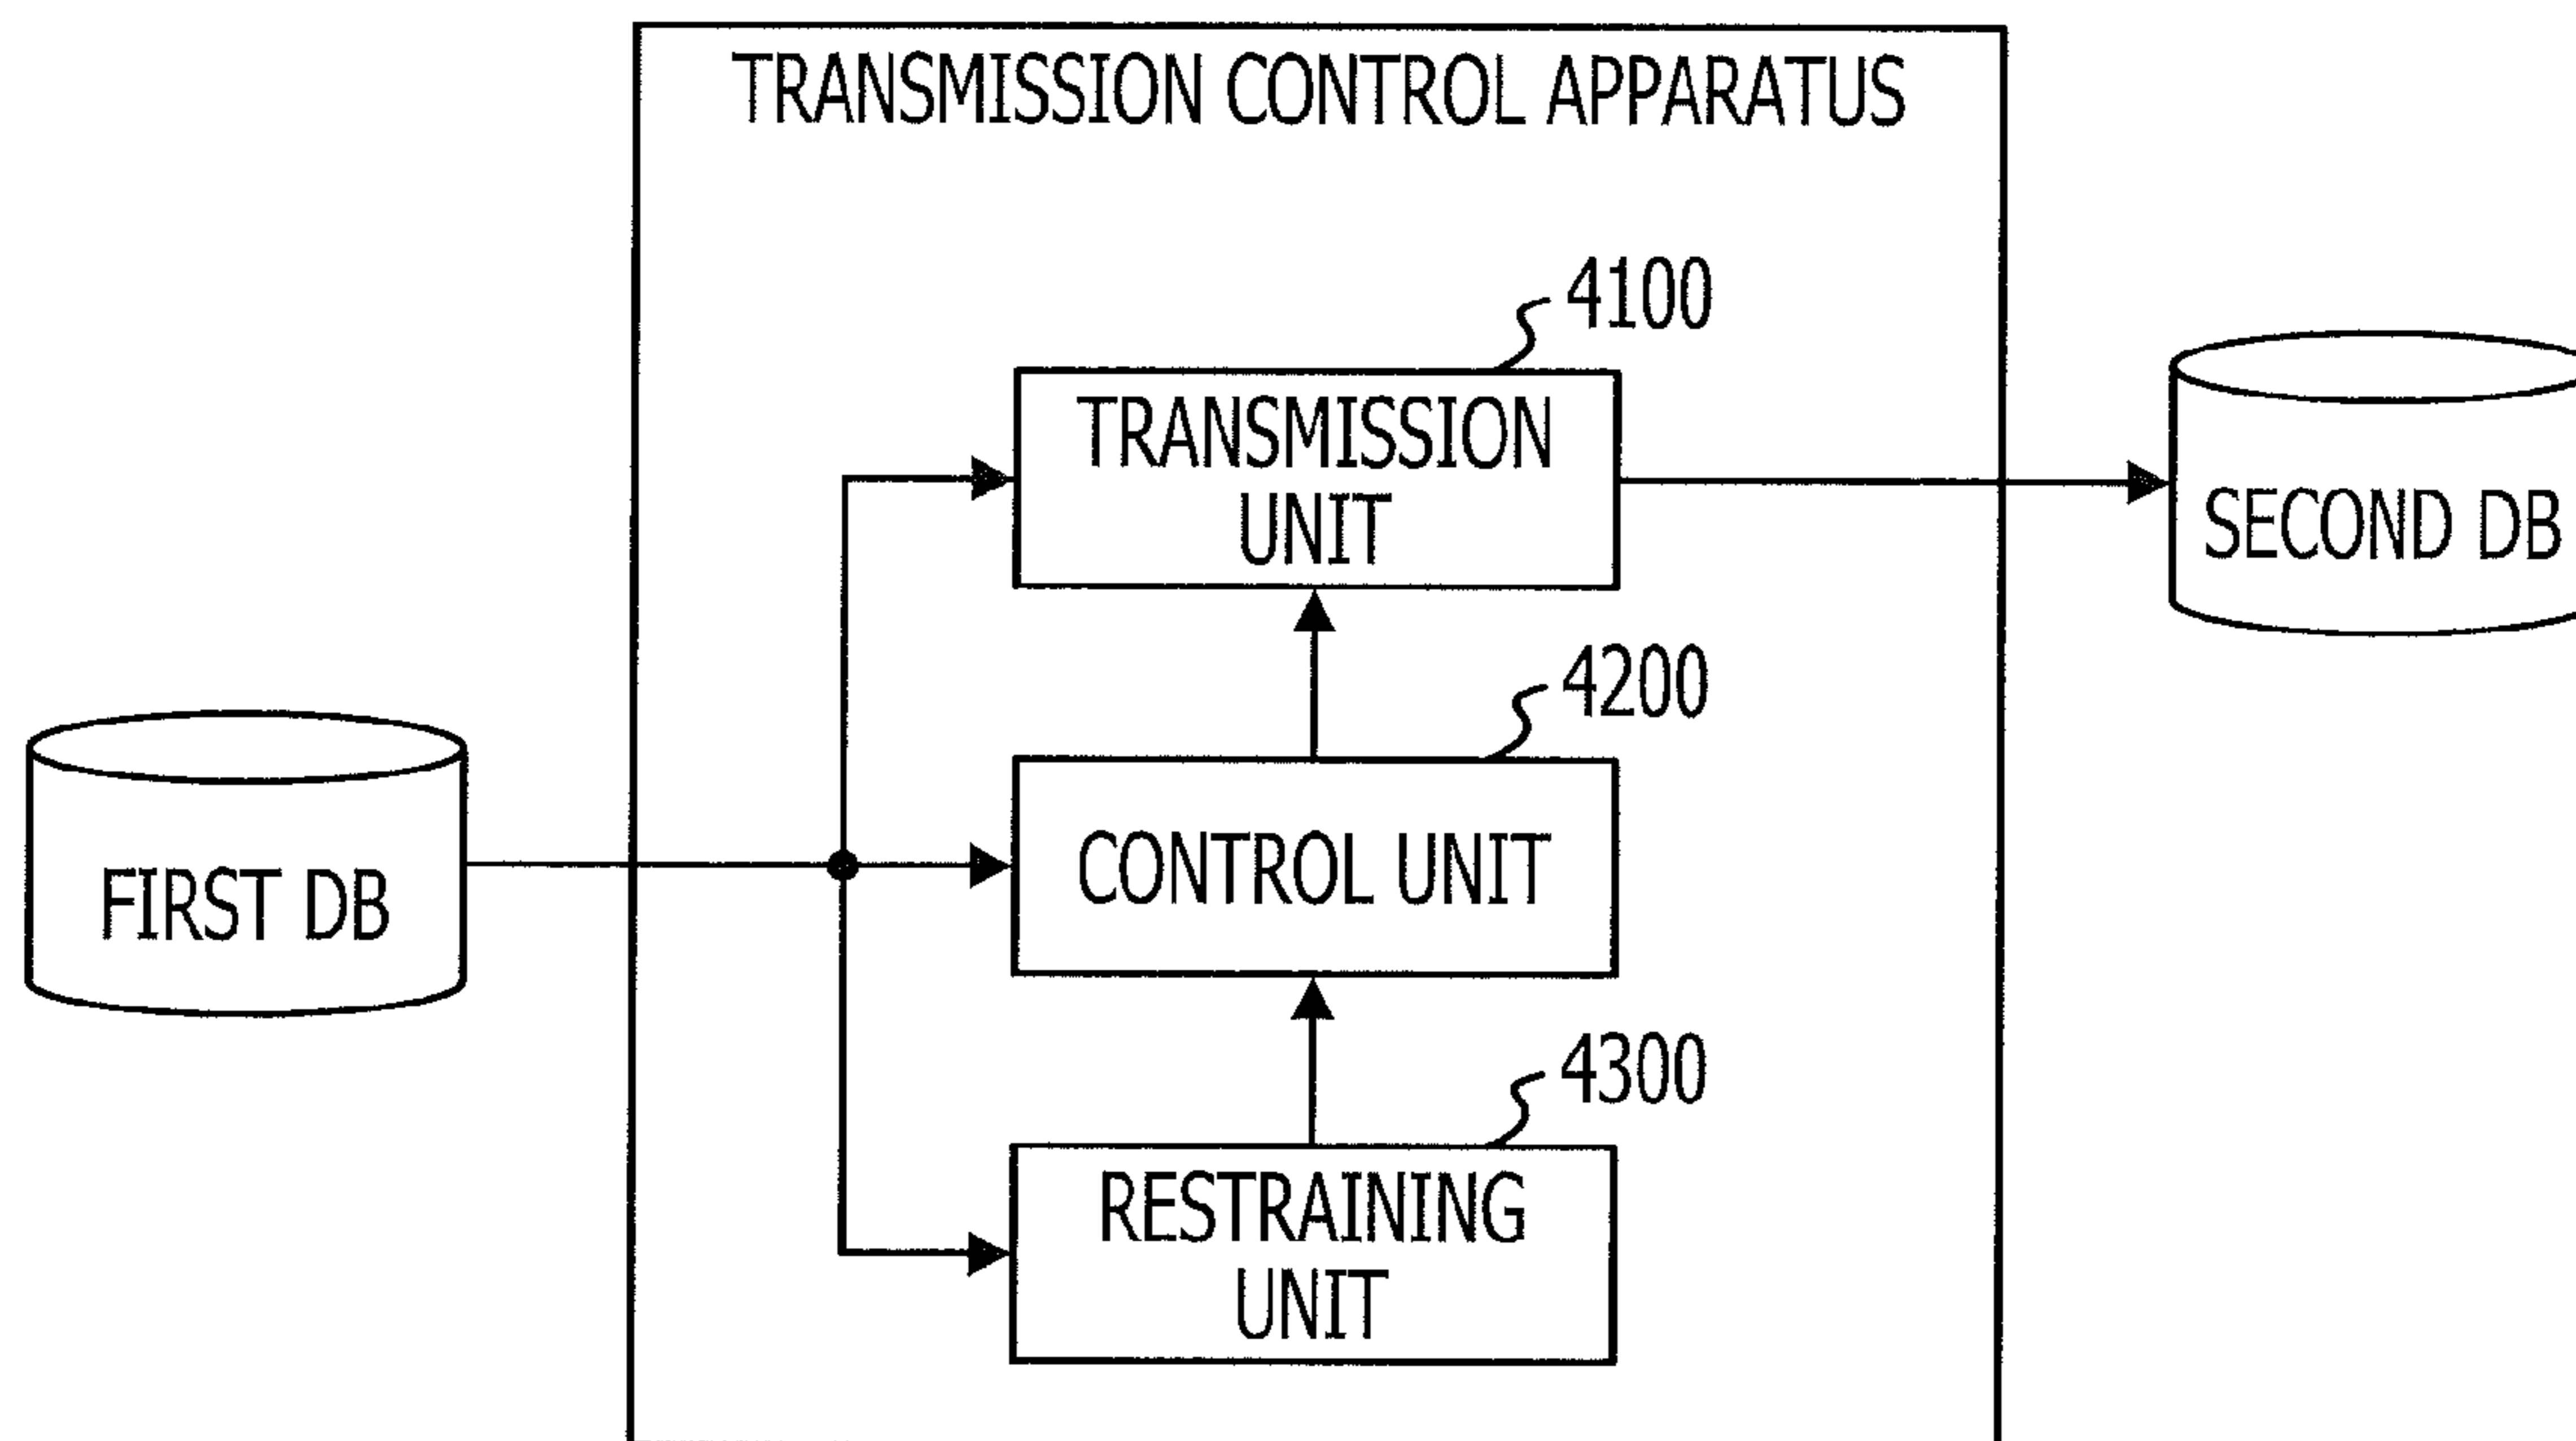 TRANSMISSION CONTROL APPARATUS
4100
TRANSMISSION
UNIT
SECOND DB
4200
CONTROL UNIT
FIRST DB
4300
RESTRAINING
UNIT